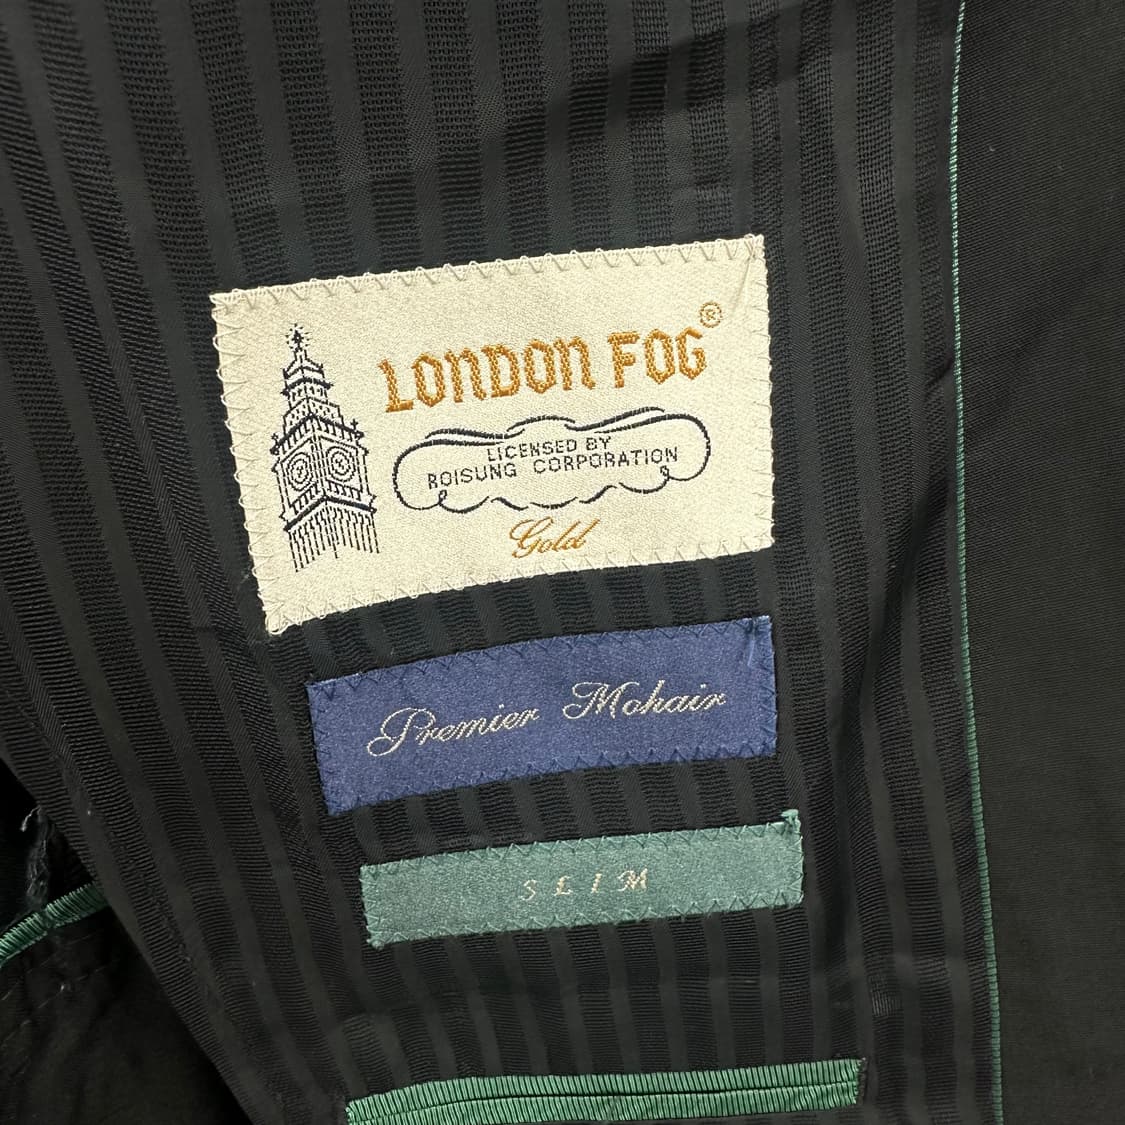 LONDON FOG®
LICENSED BY
ROISUNG CORPORATION
Gold
Premier Mohair
SLIM